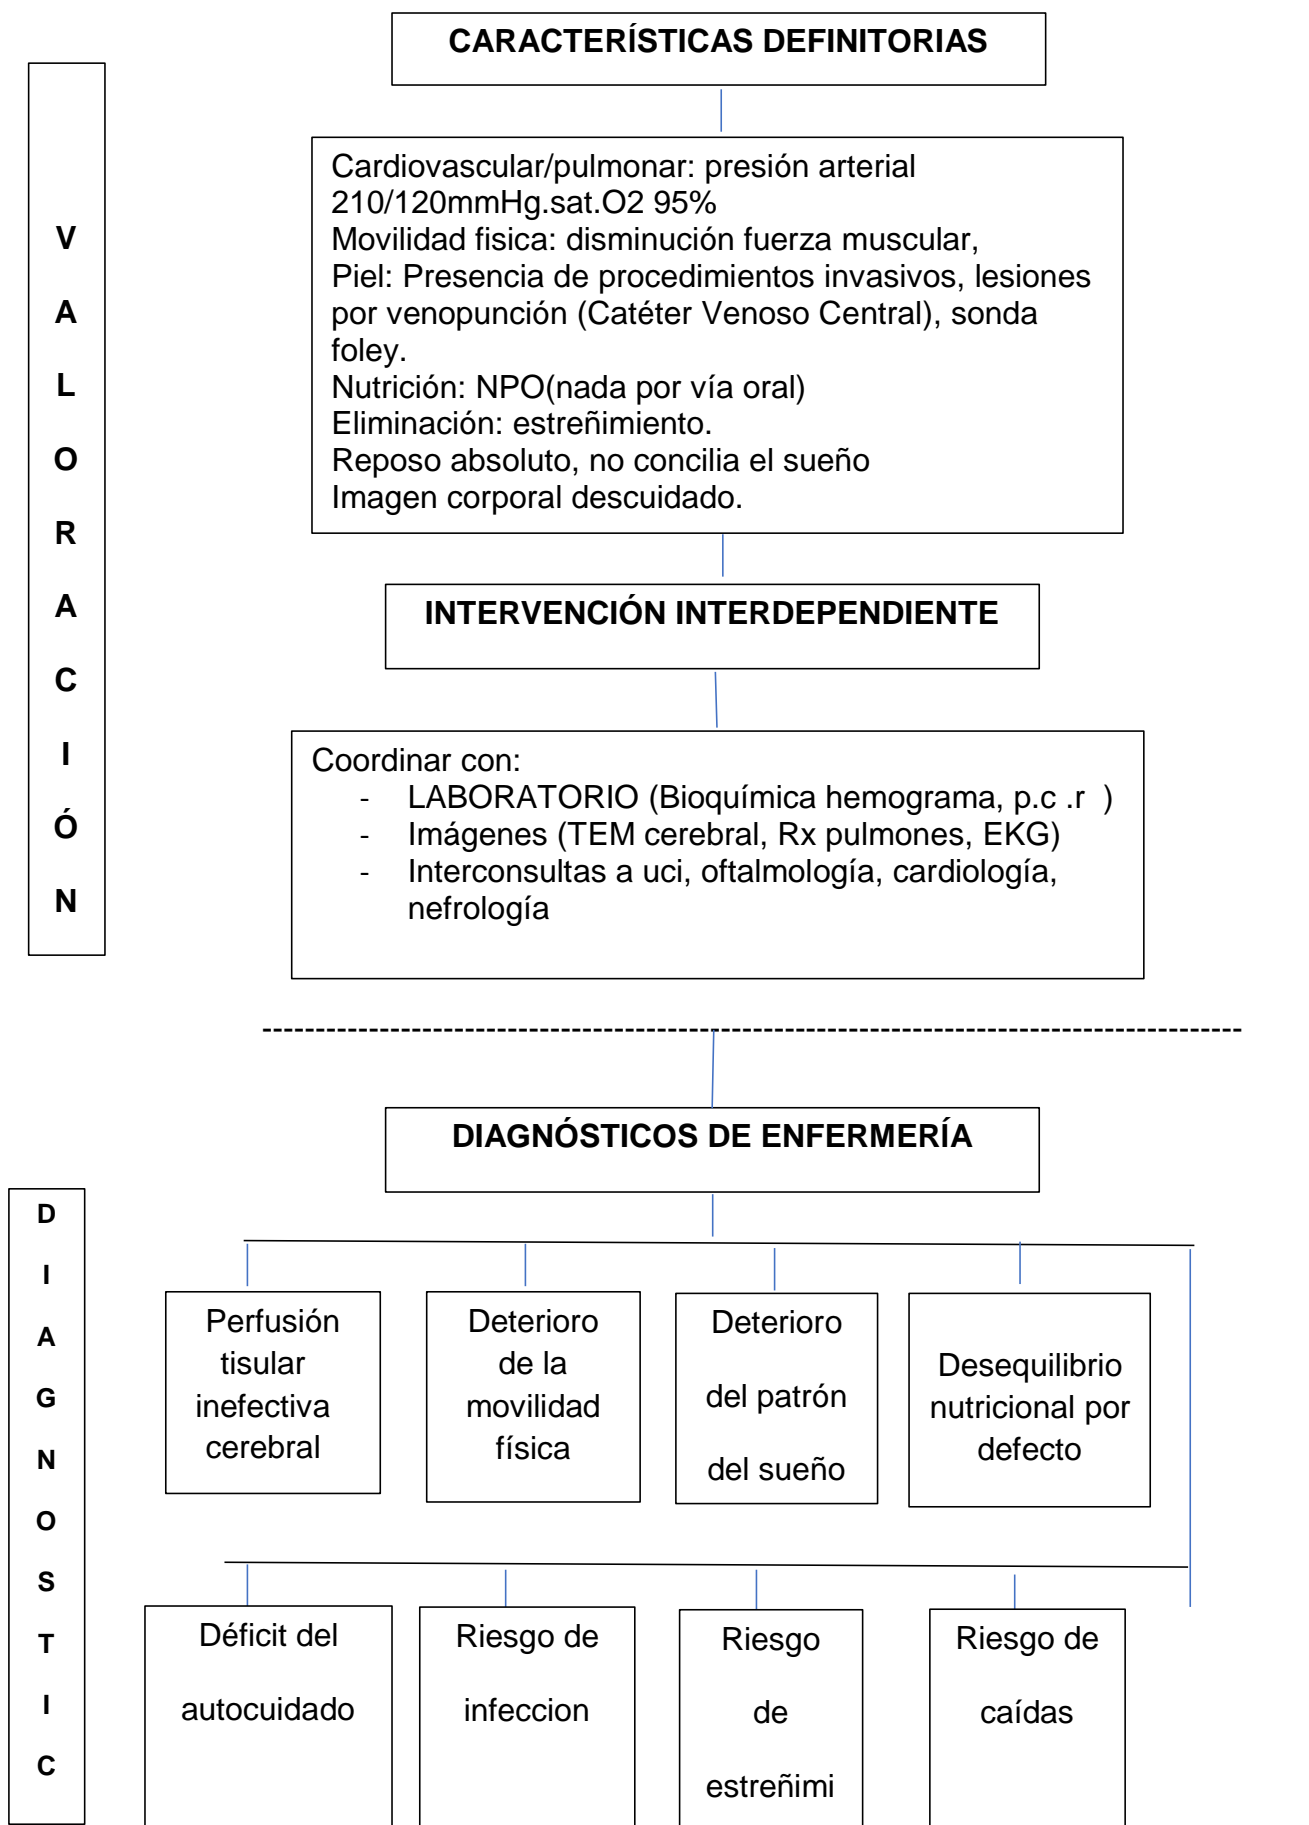 CARACTERÍSTICAS DEFINITORIAS
V
A
L
O
R
A
C
I
Ó
N
Cardiovascular/pulmonar: presión arterial
210/120mmHg.sat.O2 95%
Movilidad fisica: disminución fuerza muscular,
Piel: Presencia de procedimientos invasivos, lesiones
por venopunción (Catéter Venoso Central), sonda
foley.
Nutrición: NPO(nada por vía oral)
Eliminación: estreñimiento.
Reposo absoluto, no concilia el sueño
Imagen corporal descuidado.
INTERVENCIÓN INTERDEPENDIENTE
Coordinar con:
- LABORATORIO (Bioquímica hemograma, p.c .r )
- Imágenes (TEM cerebral, Rx pulmones, EKG)
- Interconsultas a uci, oftalmología, cardiología,
nefrología
DIAGNÓSTICOS DE ENFERMERÍA
D
I
A
G
N
O
S
T
I
C
Perfusión
tisular
inefectiva
cerebral
Deterioro
de la
movilidad
física
Deterioro
del patrón
del sueño
Desequilibrio
nutricional por
defecto
Déficit del
autocuidado
Riesgo de
infeccion
Riesgo
de
estreñimi
Riesgo de
caídas